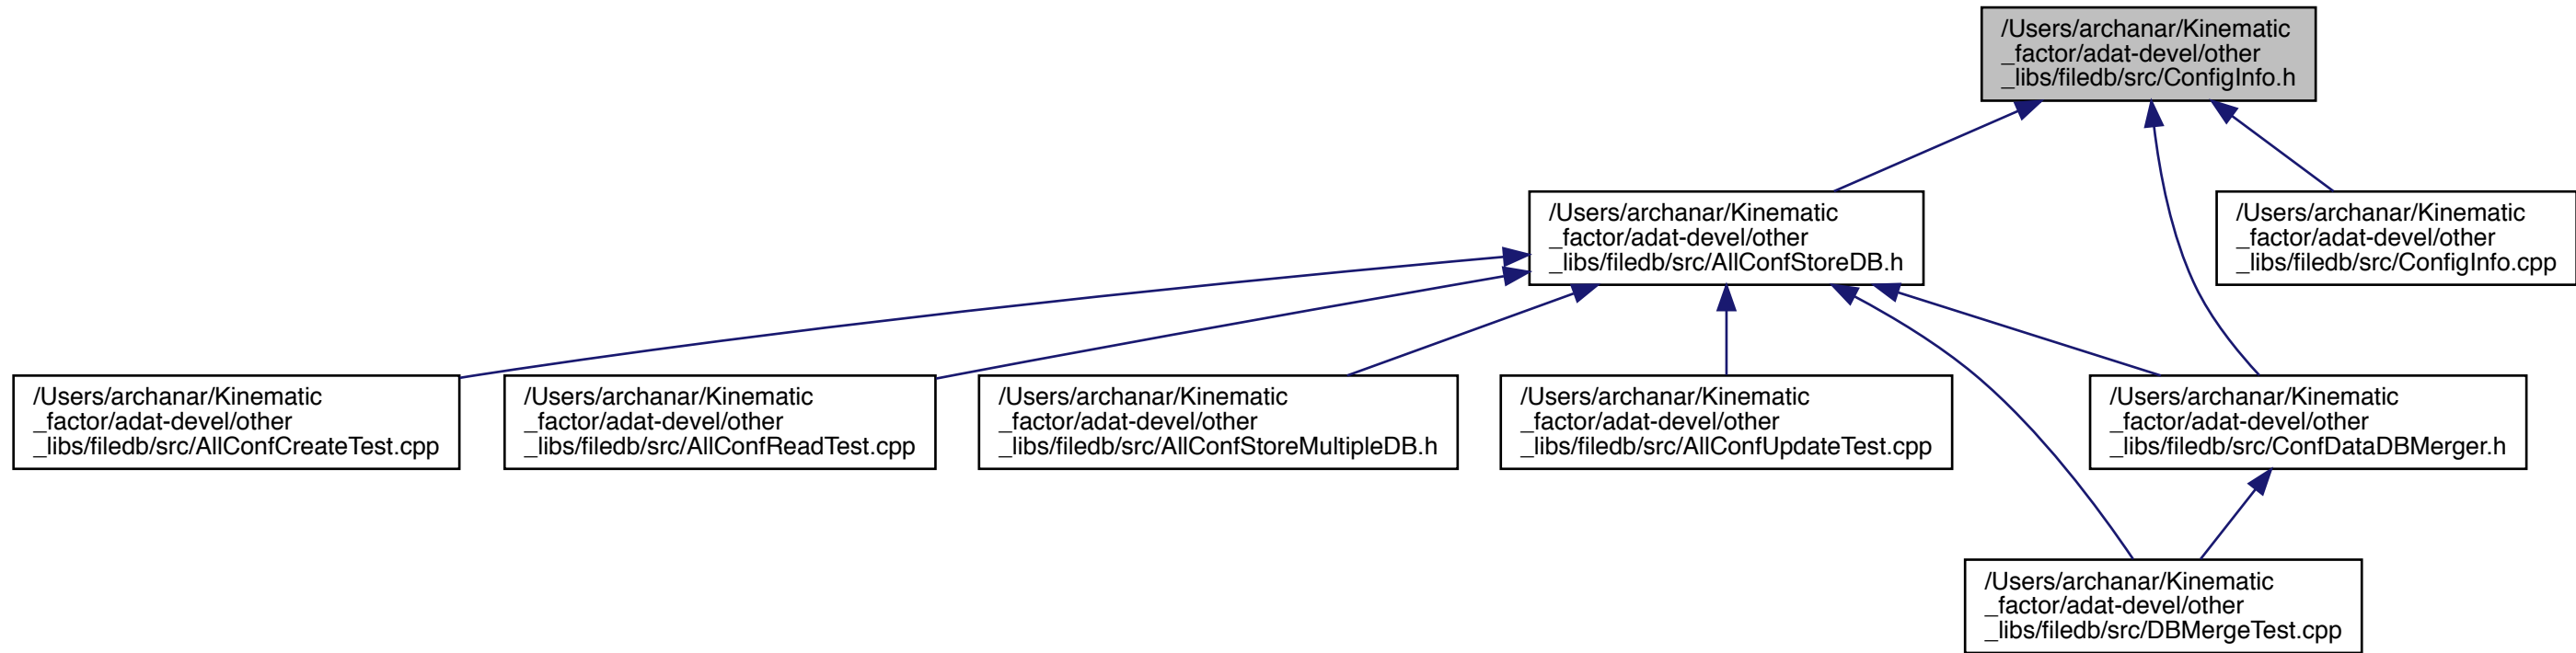 /Users/archanar/Kinematic
_factor/adat-devel/other
_libs/filedb/src/ConfigInfo.h
/Users/archanar/Kinematic
_factor/adat-devel/other
_libs/filedb/src/AllConfStoreDB.h
/Users/archanar/Kinematic
_factor/adat-devel/other
_libs/filedb/src/ConfigInfo.cpp
/Users/archanar/Kinematic
_factor/adat-devel/other
_libs/filedb/src/AllConfCreateTest.cpp
/Users/archanar/Kinematic
_factor/adat-devel/other
_libs/filedb/src/AllConfReadTest.cpp
/Users/archanar/Kinematic
_factor/adat-devel/other
_libs/filedb/src/AllConfStoreMultipleDB.h
/Users/archanar/Kinematic
_factor/adat-devel/other
_libs/filedb/src/AllConfUpdateTest.cpp
/Users/archanar/Kinematic
_factor/adat-devel/other
_libs/filedb/src/ConfDataDBMerger.h
/Users/archanar/Kinematic
_factor/adat-devel/other
_libs/filedb/src/DBMergeTest.cpp